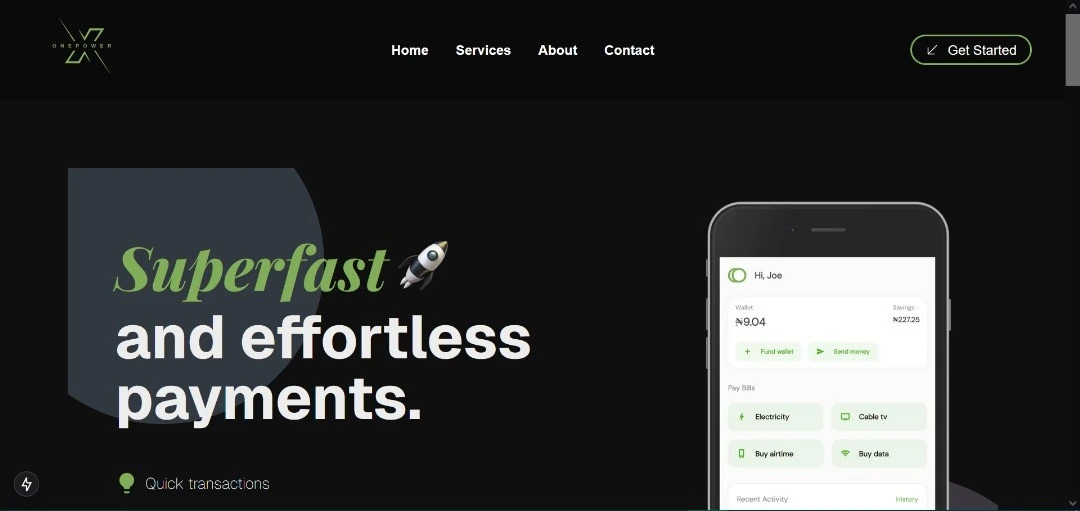 ONEPOWER
Home
Services
About
Contact
Get Started
Superfast
and effortless
payments.
Quick transactions
Hi, Joe
Wallet
Savings
₦9.04
₦227.25
Fund wallet
Send money
Pay Bills
Electricity
Cable tv
Buy airtime
Buy data
Recent Activity
History